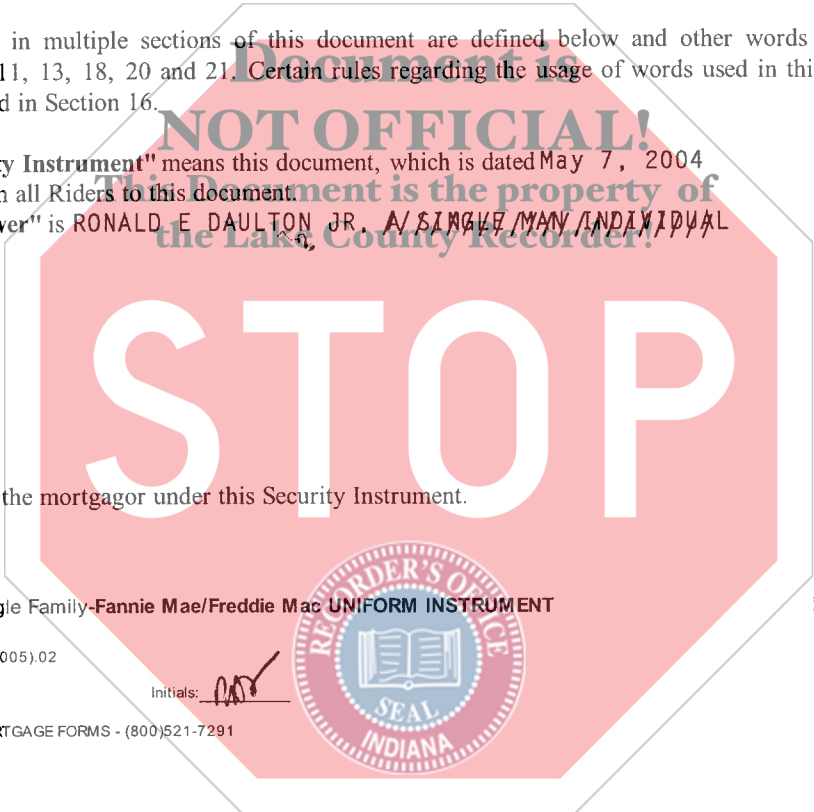 in multiple sections of this document are defined below and other words
11, 13, 18, 20 and 21. Certain rules regarding the usage of words used in thi
d in Section 16.
Document is
NOT OFFICIAL!
This Document is the property of
the Lake County Recorder!
ty Instrument" means this document, which is dated May 7, 2004
n all Riders to this document.
ver" is RONALD E DAULTON JR. A SINGLE MAN INDIVIDUAL
STOP
the mortgagor under this Security Instrument.
gle Family-Fannie Mae/Freddie Mac UNIFORM INSTRUMENT
005).02
Initials:
RTGAGE FORMS - (800)521-7291
RECORDER'S OFFICE
SEAL
INDIANA